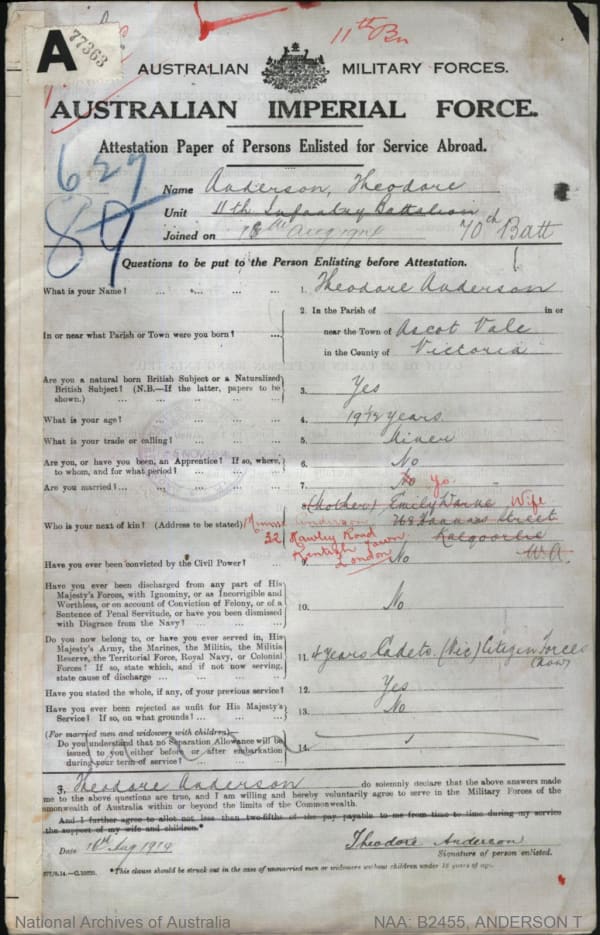 A
77363
11th Bn
AUSTRALIAN MILITARY FORCES.
AUSTRALIAN IMPERIAL FORCE.
Attestation Paper of Persons Enlisted for Service Abroad.
627
89
Name Anderson, Theodore
Unit 11th Infantry Battalion
Joined on 18th Aug 1914 70th Batt
Questions to be put to the Person Enlisting before Attestation.
What is your Name? ... ... ... 1. Theodore Anderson
In or near what Parish or Town were you born? ... 2. In the Parish of in or
near the Town of Ascot Vale
in the County of Victoria
Are you a natural born British Subject or a Naturalized
British Subject? (N.B.—If the latter, papers to be
shown.) ... ... 3. Yes
What is your age? ... ... 4. 19 years
What is your trade or calling? ... ... 5. Miner
Are you, or have you been, an Apprentice? If so, where,
to whom, and for what period? ... ... 6. No
Are you married? ... ... ... 7. No Yes
Who is your next of kin? (Address to be stated) 8. (Mother) Emily Wife
Anderson Hannans Street
32 Rawley Road Kalgoorlie
Kentish Town W.A.
London
Have you ever been convicted by the Civil Power? ... 9. No
Have you ever been discharged from any part of His
Majesty's Forces, with Ignominy, or as Incorrigible and
Worthless, or on account of Conviction of Felony, or of a
Sentence of Penal Servitude, or have you been dismissed
with Disgrace from the Navy? ... ... 10. No
Do you now belong to, or have you ever served in, His
Majesty's Army, the Marines, the Militia, the Militia
Reserve, the Territorial Force, Royal Navy, or Colonial
Forces? If so, state which, and if not now serving,
state cause of discharge ... ... 11. 4 years Cadets (Vic) Citizen Forces
(now)
Have you stated the whole, if any, of your previous service? 12. Yes
Have you ever been rejected as unfit for His Majesty's
Service? If so, on what grounds? ... ... 13. No
(For married men and widowers with children)
Do you understand that no Separation Allowance will be
issued to you either before or after embarkation
during your term of service? ... 14.
I, Theodore Anderson do solemnly declare that the above answers made
me to the above questions are true, and I am willing and hereby voluntarily agree to serve in the Military Forces of the
ommonwealth of Australia within or beyond the limits of the Commonwealth.
And I further agree to allot not less than two-fifths of the pay payable to me from time to time during my service
the support of my wife and children.*
Date 16th Aug 1914 Theodore Anderson
Signature of person enlisted.
*This clause should be struck out in the case of unmarried men or widowers without children under 18 years of age.
National Archives of Australia NAA: B2455, ANDERSON T